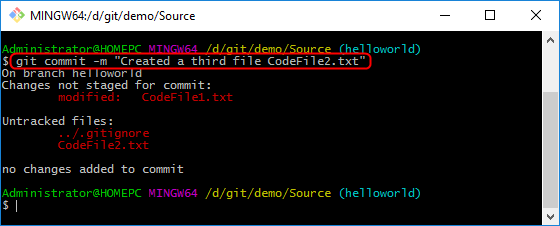 MINGW64:/d/git/demo/Source
Administrator@HOMEPC MINGW64 /d/git/demo/Source (helloworld)
$ git commit -m "Created a third file CodeFile2.txt"
On branch helloworld
Changes not staged for commit:
modified:   CodeFile1.txt
Untracked files:
../.gitignore
CodeFile2.txt
no changes added to commit
Administrator@HOMEPC MINGW64 /d/git/demo/Source (helloworld)
$